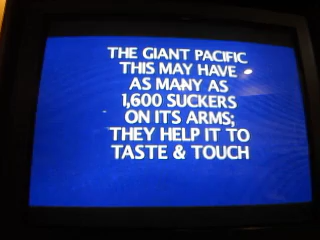 THE GIANT PACIFIC
THIS MAY HAVE
AS MANY AS
1,600 SUCKERS
ON ITS ARMS;
THEY HELP IT TO
TASTE & TOUCH